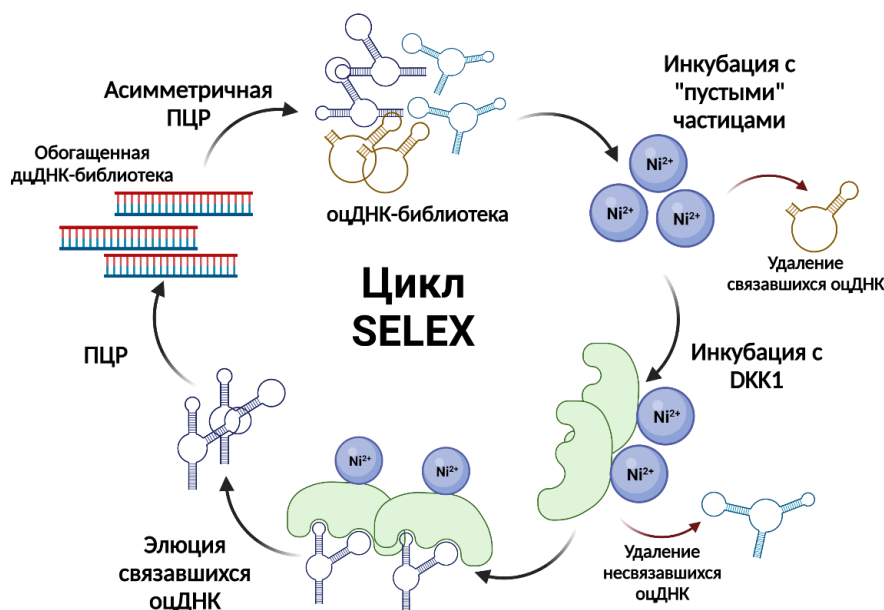 Асимметричная
ПЦР
Обогащенная
дцДНК-библиотека
оцДНК-библиотека
Инкубация с
"пустыми"
частицами
Ni²⁺
Ni²⁺
Ni²⁺
Удаление
связавшихся оцДНК
Цикл
SELEX
ПЦР
Инкубация с
DKK1
Ni²⁺
Ni²⁺
Ni²⁺
Ni²⁺
Удаление
несвязавшихся
оцДНК
Элюция
связавшихся
оцДНК